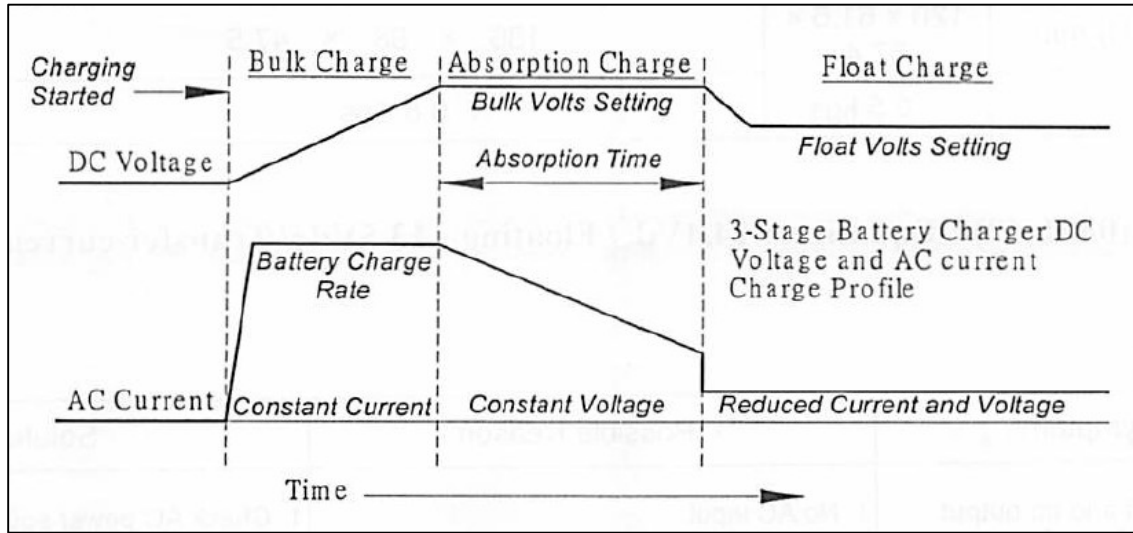 Charging
Started
Bulk Charge
Absorption Charge
Float Charge
Bulk Volts Setting
DC Voltage
Absorption Time
Float Volts Setting
Battery Charge
Rate
3-Stage Battery Charger DC
Voltage and AC current
Charge Profile
AC Current
Constant Current
Constant Voltage
Reduced Current and Voltage
Time